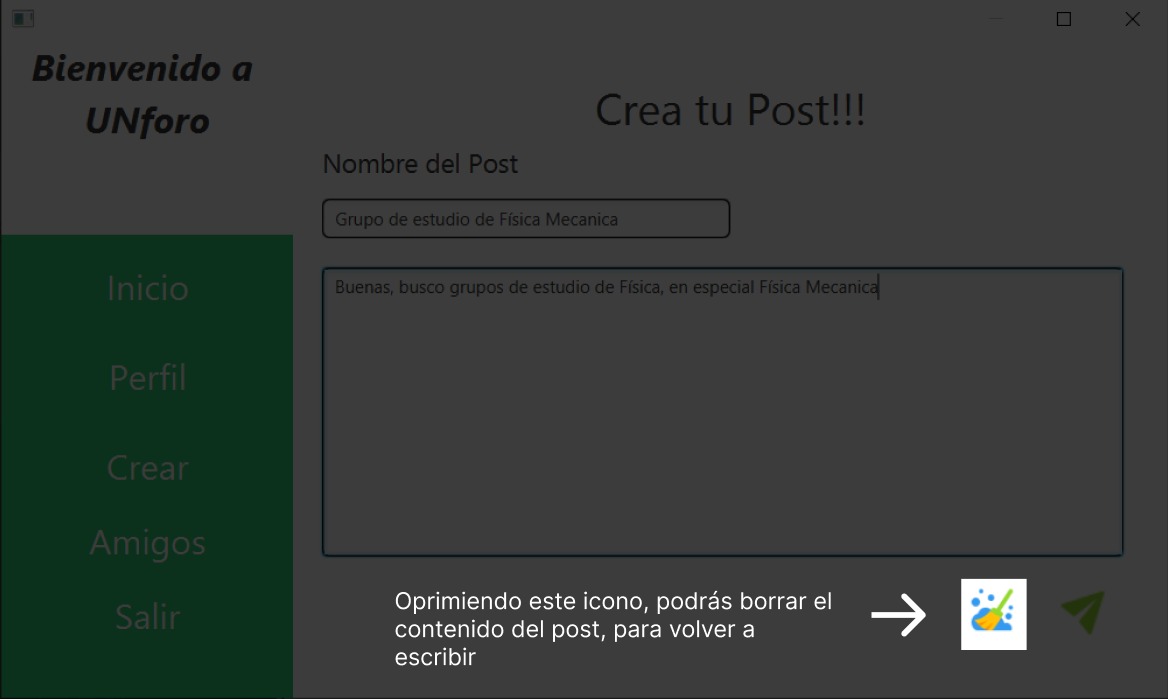 Bienvenido a
UNforo
Inicio
Perfil
Crear
Amigos
Salir
Crea tu Post!!!
Nombre del Post
Grupo de estudio de Física Mecanica
Buenas, busco grupos de estudio de Física, en especial Física Mecanica
Oprimiendo este icono, podrás borrar el
contenido del post, para volver a
escribir